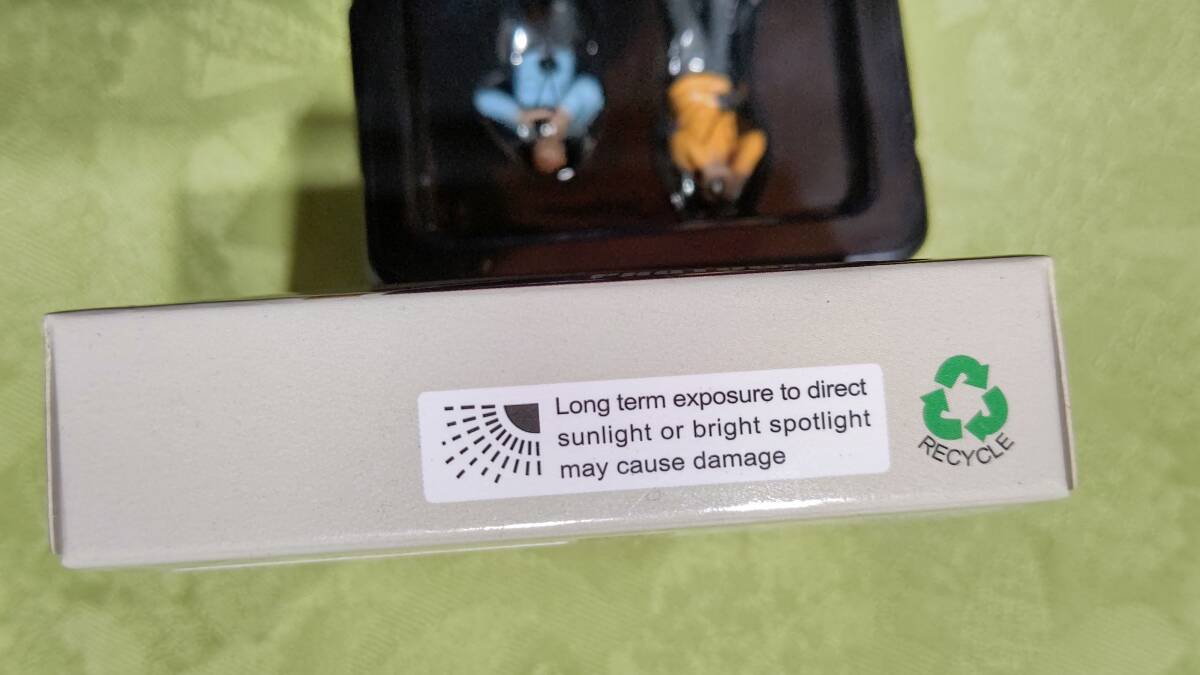 Long term exposure to direct
sunlight or bright spotlight
may cause damage
RECYCLE